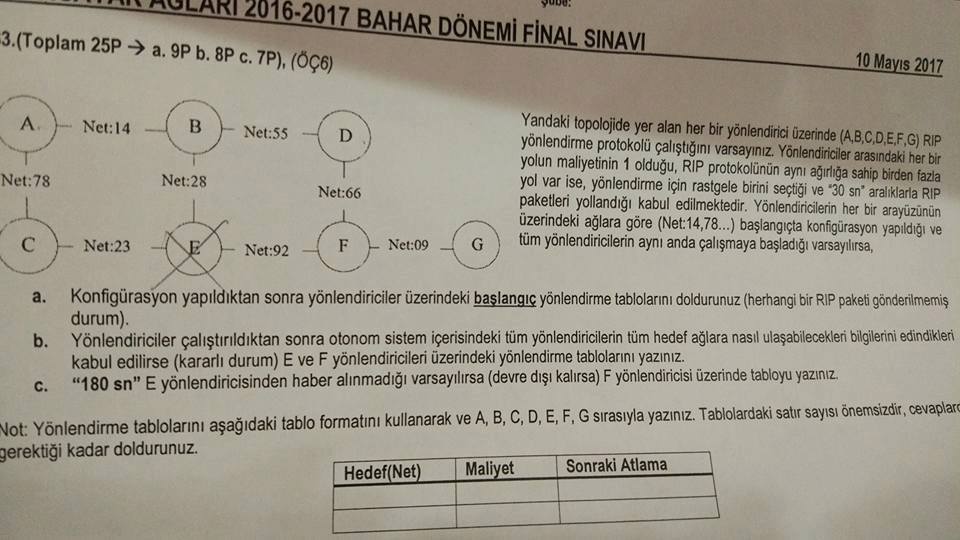 AĞLARI 2016-2017 BAHAR DÖNEMİ FİNAL SINAVI
10 Mayıs 2017
3.(Toplam 25P → a. 9P b. 8P c. 7P), (ÖÇ6)
A
Net:14
B
Net:55
D
Net:78
Net:28
Net:66
C
Net:23
E
Net:92
F
Net:09
G
Yandaki topolojide yer alan her bir yönlendirici üzerinde (A,B,C,D,E,F,G) RIP
yönlendirme protokolü çalıştığını varsayınız. Yönlendiriciler arasındaki her bir
yolun maliyetinin 1 olduğu, RIP protokolünün aynı ağırlığa sahip birden fazla
yol var ise, yönlendirme için rastgele birini seçtiği ve "30 sn" aralıklarla RIP
paketleri yollandığı kabul edilmektedir. Yönlendiricilerin her bir arayüzünün
üzerindeki ağlara göre (Net:14,78...) başlangıçta konfigürasyon yapıldığı ve
tüm yönlendiricilerin aynı anda çalışmaya başladığı varsayılırsa,
a. Konfigürasyon yapıldıktan sonra yönlendiriciler üzerindeki başlangıç yönlendirme tablolarını doldurunuz (herhangi bir RIP paketi gönderilmemiş
durum).
b. Yönlendiriciler çalıştırıldıktan sonra otonom sistem içerisindeki tüm yönlendiricilerin tüm hedef ağlara nasıl ulaşabilecekleri bilgilerini edindikleri
kabul edilirse (kararlı durum) E ve F yönlendiricileri üzerindeki yönlendirme tablolarını yazınız.
c. "180 sn" E yönlendiricisinden haber alınmadığı varsayılırsa (devre dışı kalırsa) F yönlendiricisi üzerinde tabloyu yazınız.
Not: Yönlendirme tablolarını aşağıdaki tablo formatını kullanarak ve A, B, C, D, E, F, G sırasıyla yazınız. Tablolardaki satır sayısı önemsizdir, cevapları
gerektiği kadar doldurunuz.
Hedef(Net) Maliyet Sonraki Atlama